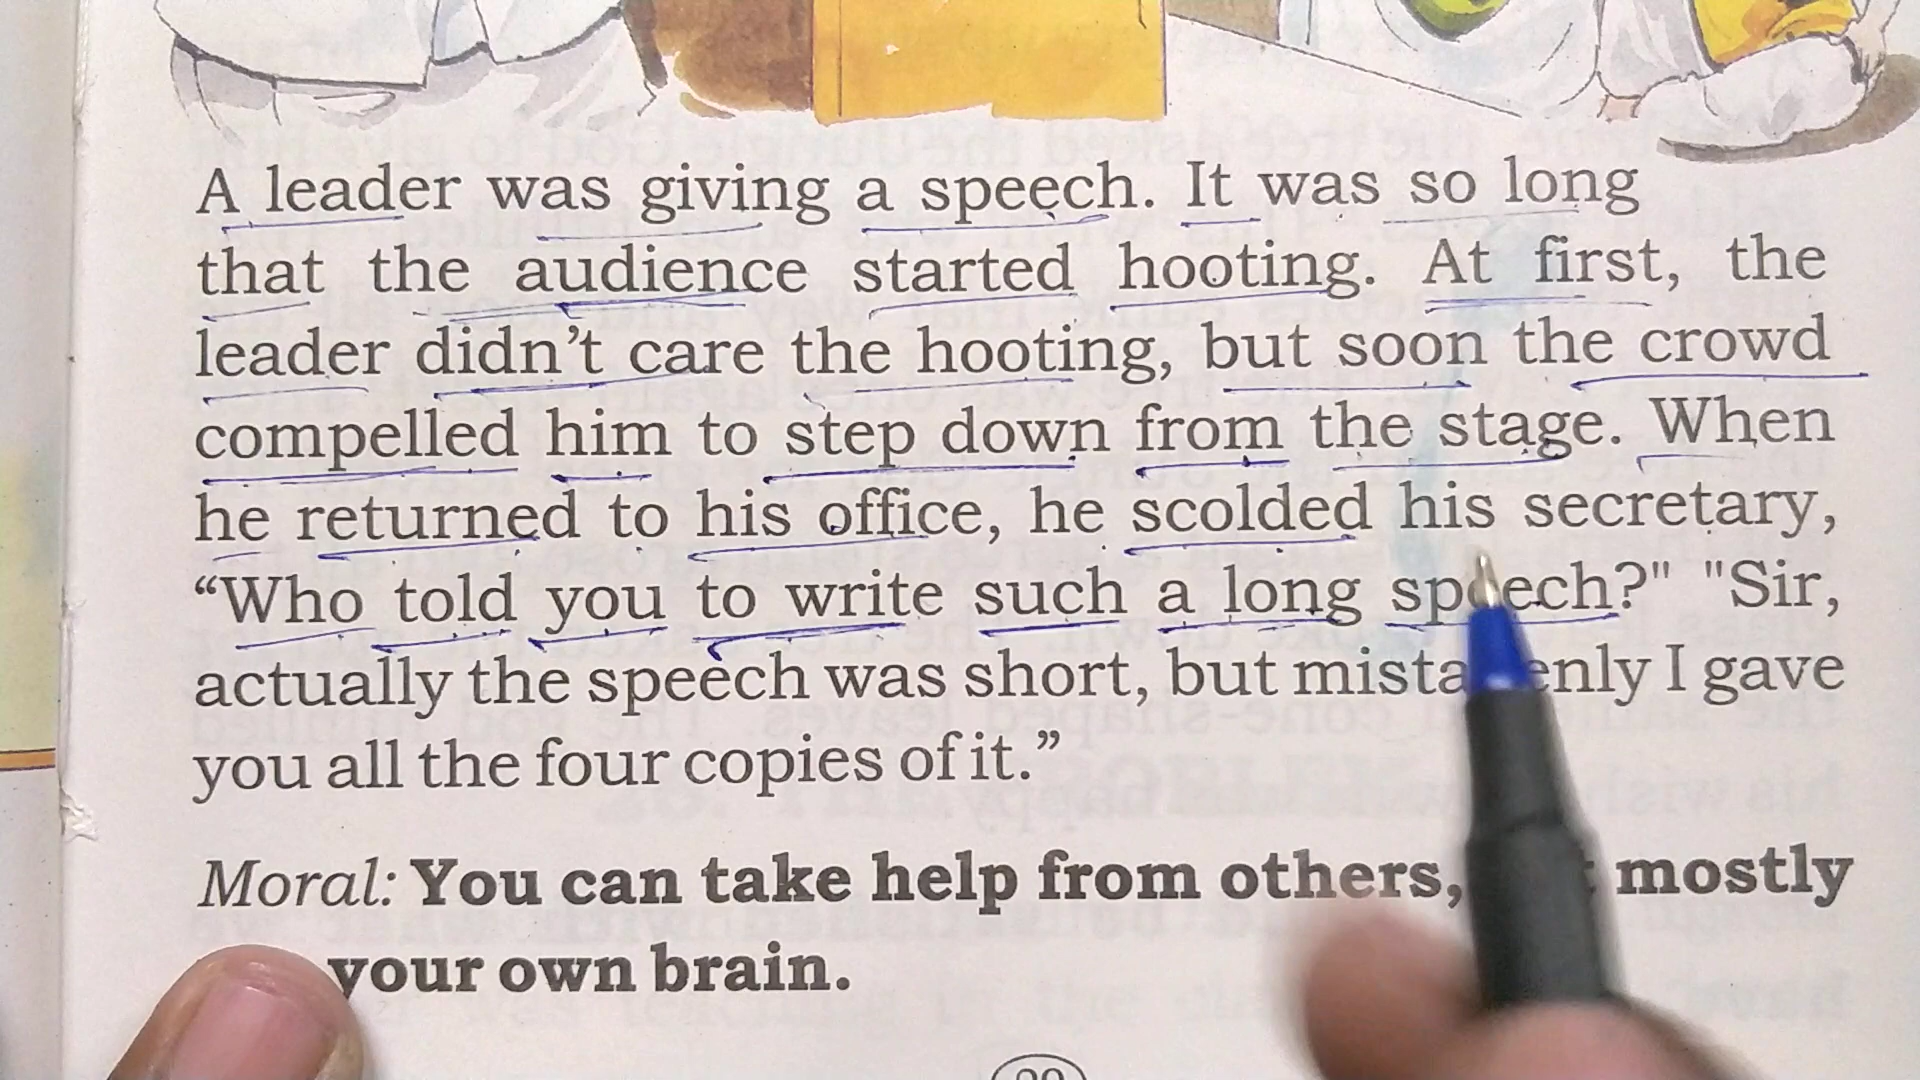 A leader was giving a speech. It was so long
that the audience started hooting. At first, the
leader didn’t care the hooting, but soon the crowd
compelled him to step down from the stage. When
he returned to his office, he scolded his secretary,
“Who told you to write such a long speech?" "Sir,
actually the speech was short, but mistakenly I gave
you all the four copies of it.”
Moral: You can take help from others, mostly
your own brain.